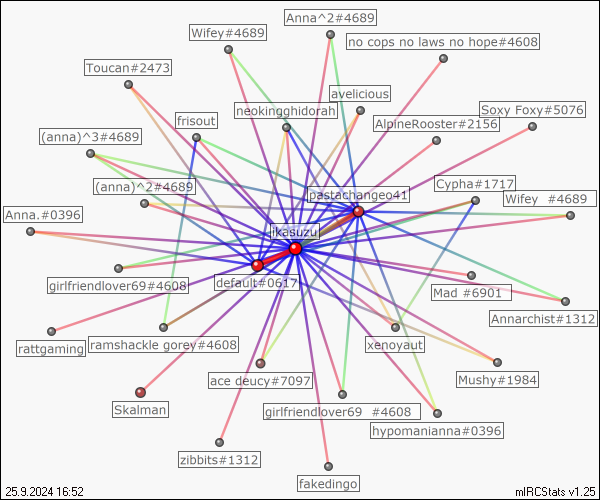 Anna^2#4689
Wifey#4689
no cops no laws no hope#4608
Toucan#2473
avelicious
neokingghidorah
Soxy Foxy#5076
frisout
AlpineRooster#2156
(anna)^3#4689
(anna)^2#4689
Cypha#1717
pastachangeo41
Wifey #4689
Anna.#0396
jikasuzu
default#0617
girlfriendlover69#4608
Mad #6901
Annarchist#1312
rattgaming
ramshackle gorey#4608
xenoyaut
ace deucy#7097
Mushy#1984
Skalman
girlfriendlover69 #4608
hypomanianna#0396
zibbits#1312
fakedingo
25.9.2024 16:52
mIRCStats v1.25